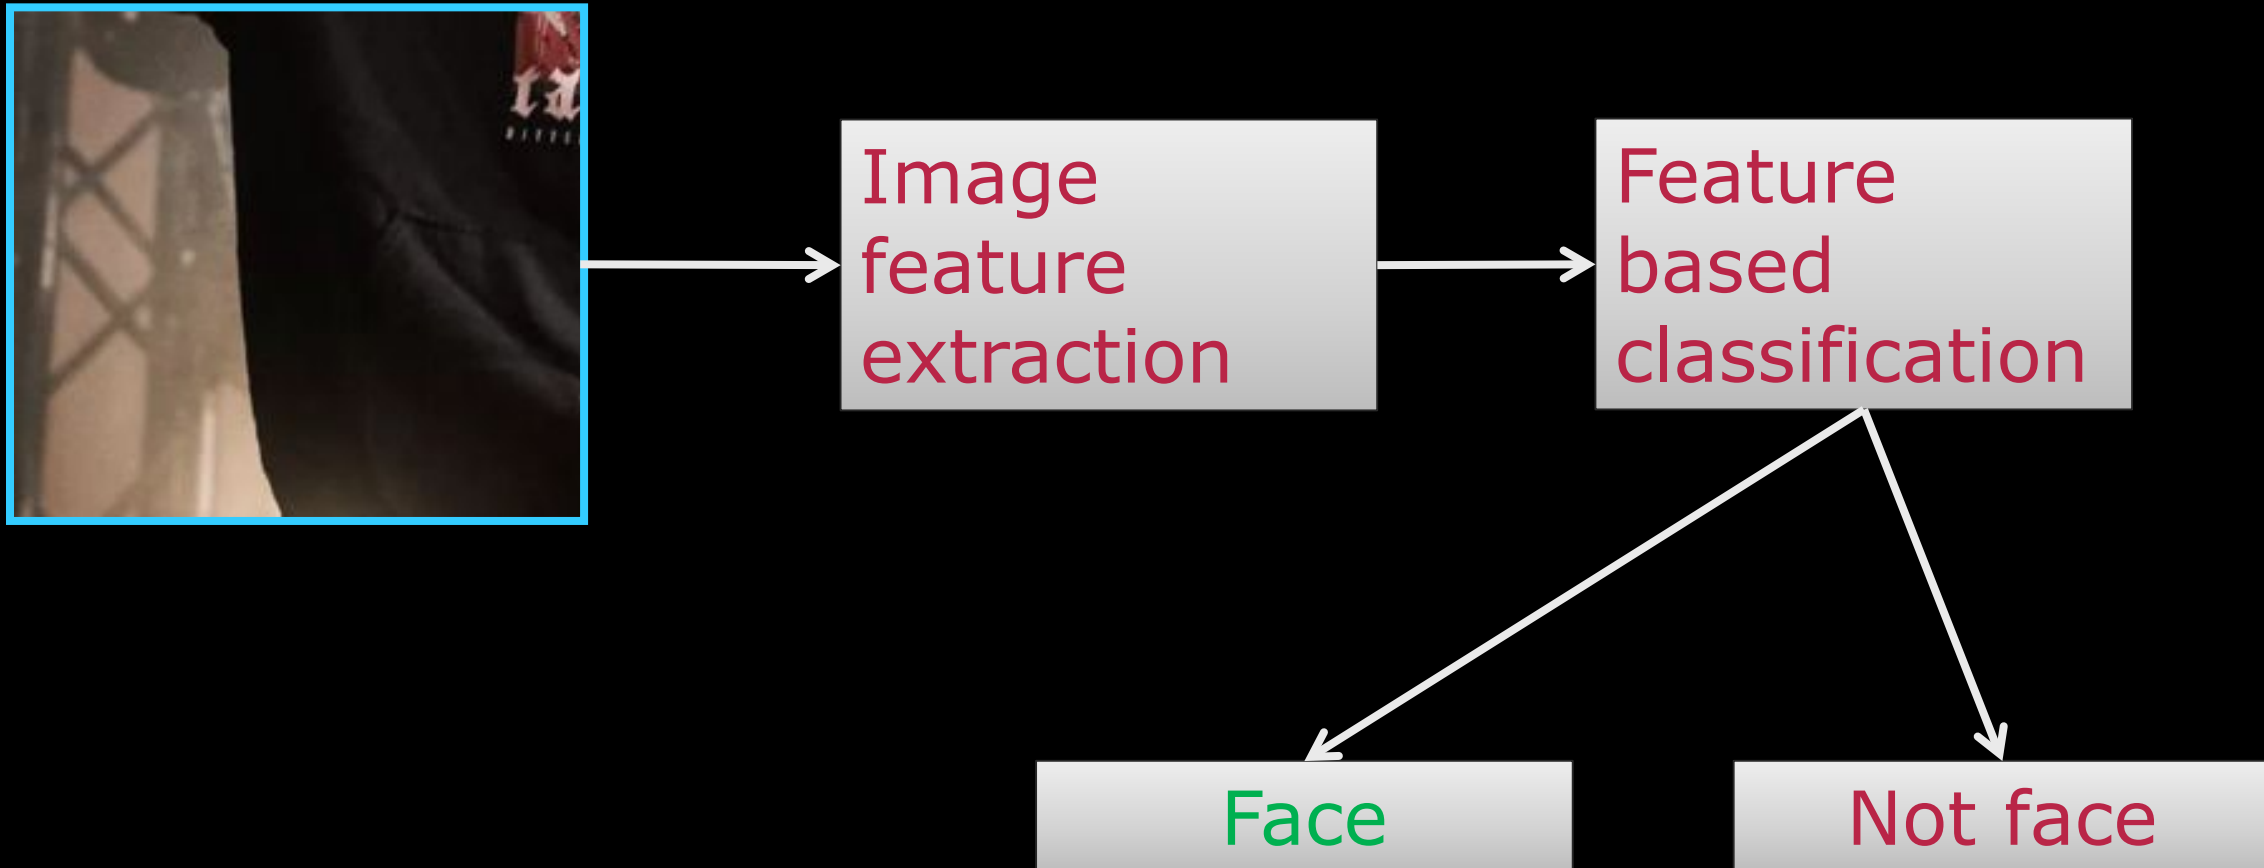 Image
feature
extraction
Feature
based
classification
Face
Not face